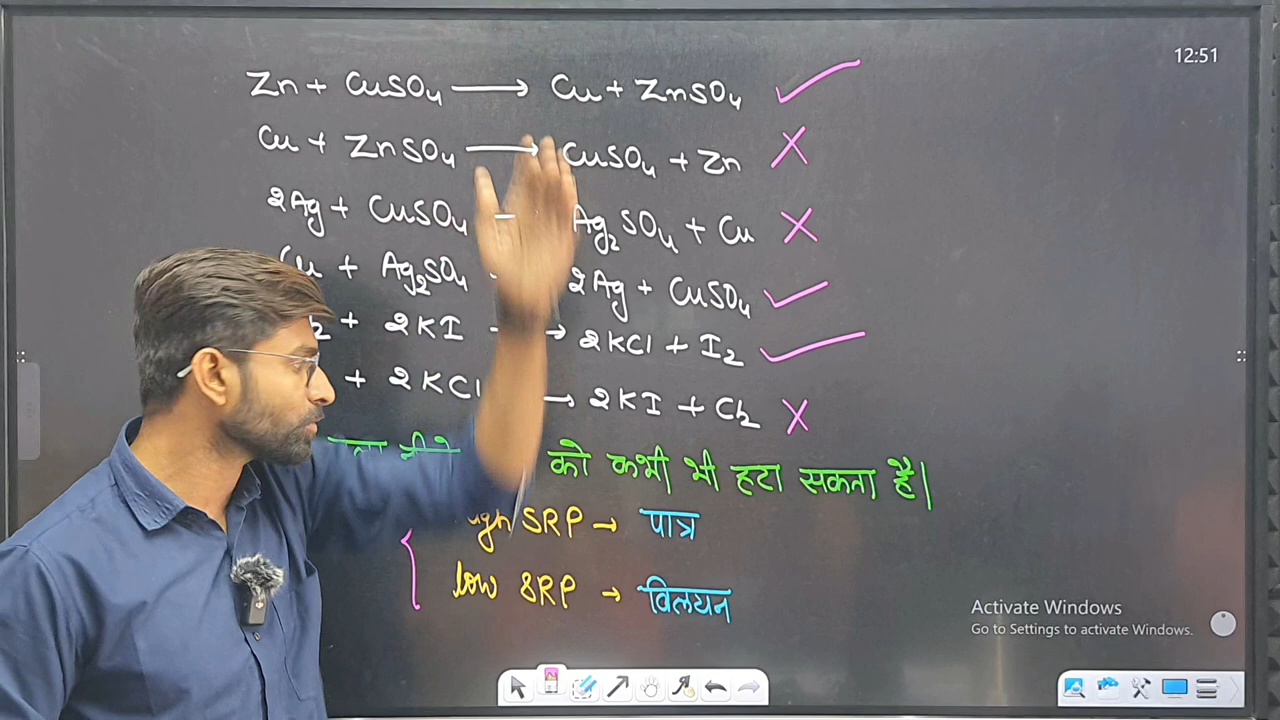 12:51
Zn + CuSO₄ ⟶ Cu + ZnSO₄ ✓
Cu + ZnSO₄ ⟶ CuSO₄ + Zn ✗
2Ag + CuSO₄ Ag₂SO₄ + Cu ✗
Cu + Ag₂SO₄ 2Ag + CuSO₄ ✓
+ 2KI → 2KCl + I₂ ✓
+ 2KCl → 2KI + Cl₂ ✗
को कभी भी हटा सकता है।
SRP → पात्र
low SRP → विलयन
Activate Windows
Go to Settings to activate Windows.